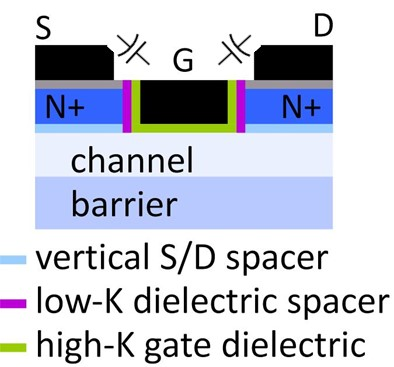 S D
G
N+ N+
channel
barrier
vertical S/D spacer
low-K dielectric spacer
high-K gate dielectric